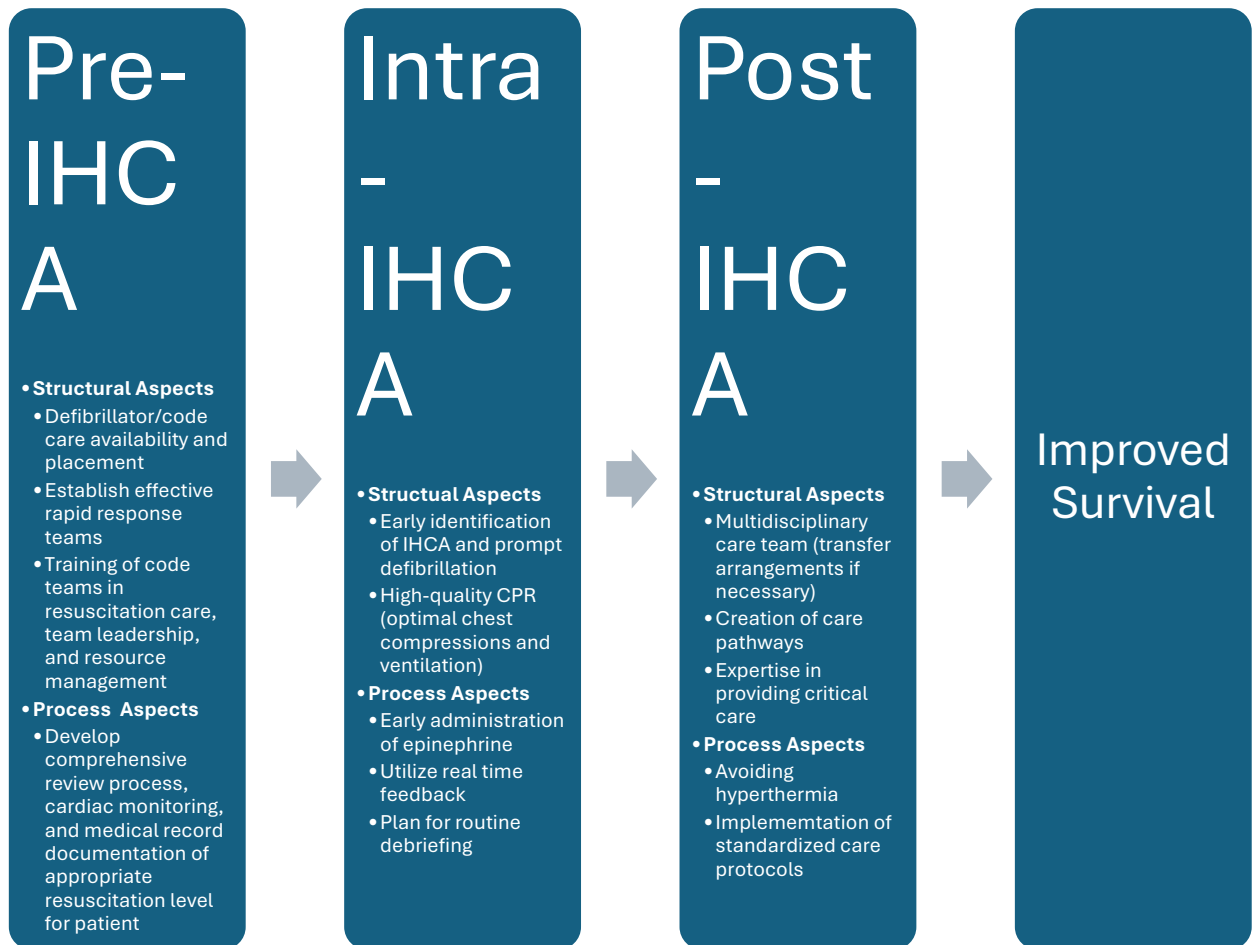 Pre-
IHC
A
•Structural Aspects
•Defibrillator/code
care availability and
placement
•Establish effective
rapid response
teams
•Training of code
teams in
resuscitation care,
team leadership,
and resource
management
•Process Aspects
•Develop
comprehensive
review process,
cardiac monitoring,
and medical record
documentation of
appropriate
resuscitation level
for patient
Intra
-
IHC
A
•Structual Aspects
•Early identification
of IHCA and prompt
defibrillation
•High-quality CPR
(optimal chest
compressions and
ventilation)
•Process Aspects
•Early administration
of epinephrine
•Utilize real time
feedback
•Plan for routine
debriefing
Post
-
IHC
A
•Structural Aspects
•Multidisciplinary
care team (transfer
arrangements if
necessary)
•Creation of care
pathways
•Expertise in
providing critical
care
•Process Aspects
•Avoiding
hyperthermia
•Implememtation of
standardized care
protocols
Improved
Survival